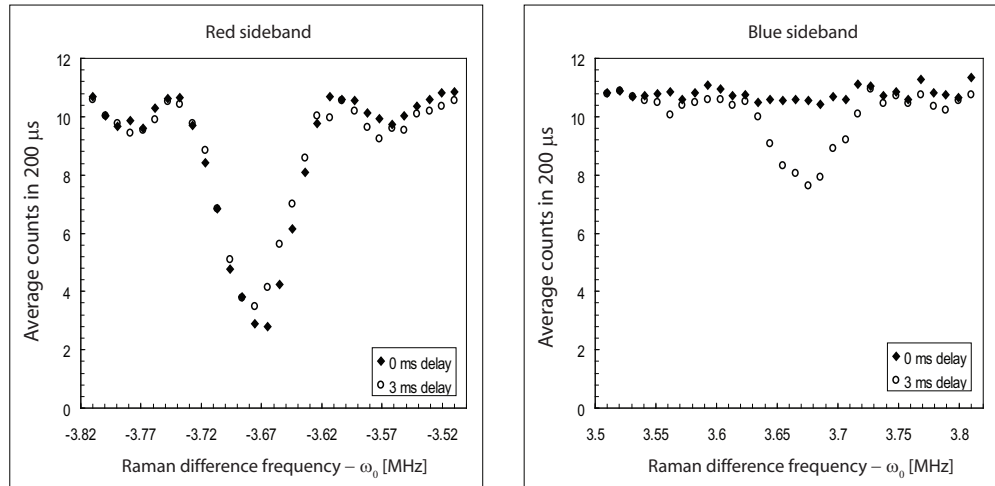 Red sideband
Average counts in 200 μs
12
10
8
6
4
2
0
-3.82 -3.77 -3.72 -3.67 -3.62 -3.57 -3.52
Raman difference frequency – ω₀ [MHz]
0 ms delay
3 ms delay
Blue sideband
Average counts in 200 μs
12
10
8
6
4
2
0
3.5 3.55 3.6 3.65 3.7 3.75 3.8
Raman difference frequency – ω₀ [MHz]
0 ms delay
3 ms delay